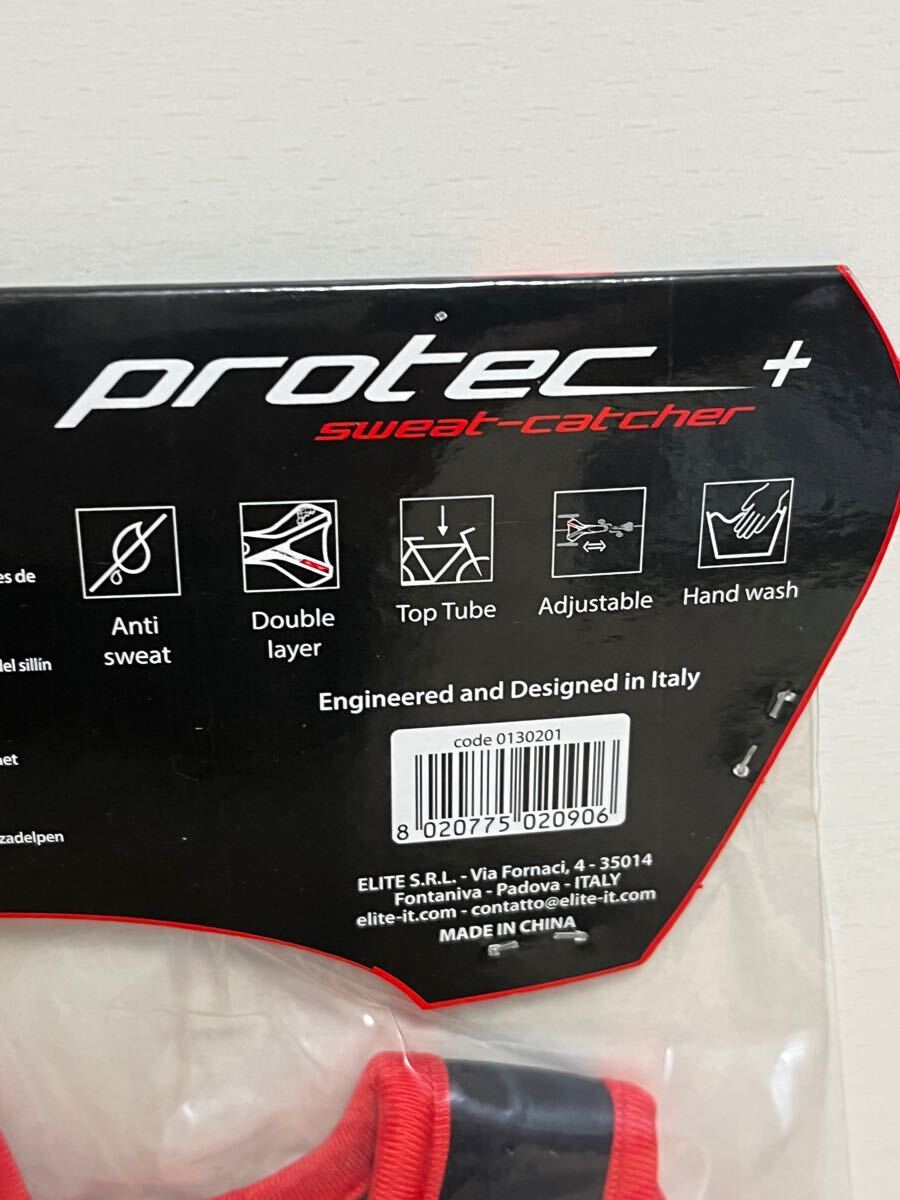 protec +
sweat-catcher
Anti
sweat
Double
layer
Top Tube
Adjustable
Hand wash
es de
del sillín
net
zadelpen
Engineered and Designed in Italy
code 0130201
8 020775 020906
ELITE S.R.L. - Via Fornaci, 4 - 35014
Fontaniva - Padova - ITALY
elite-it.com - contatto@elite-it.com
MADE IN CHINA